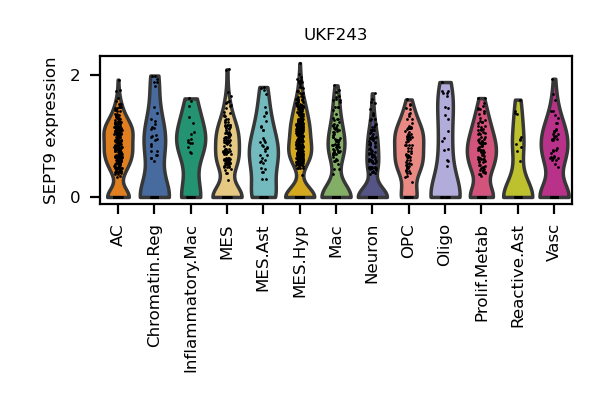 UKF243
SEPT9 expression
2
0
AC
Chromatin.Reg
Inflammatory.Mac
MES
MES.Ast
MES.Hyp
Mac
Neuron
OPC
Oligo
Prolif.Metab
Reactive.Ast
Vasc